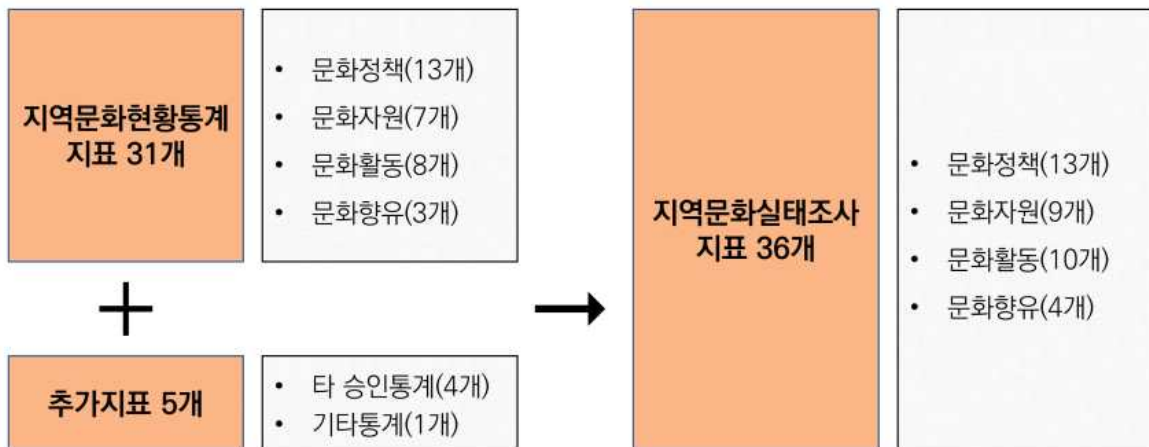 지역문화현황통계
지표 31개
• 문화정책(13개)
• 문화자원(7개)
• 문화활동(8개)
• 문화향유(3개)
+
추가지표 5개
• 타 승인통계(4개)
• 기타통계(1개)
→
지역문화실태조사
지표 36개
• 문화정책(13개)
• 문화자원(9개)
• 문화활동(10개)
• 문화향유(4개)